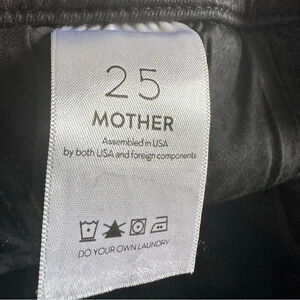 25
MOTHER
Assembled in USA
by both USA and foreign components
DO YOUR OWN LAUNDRY